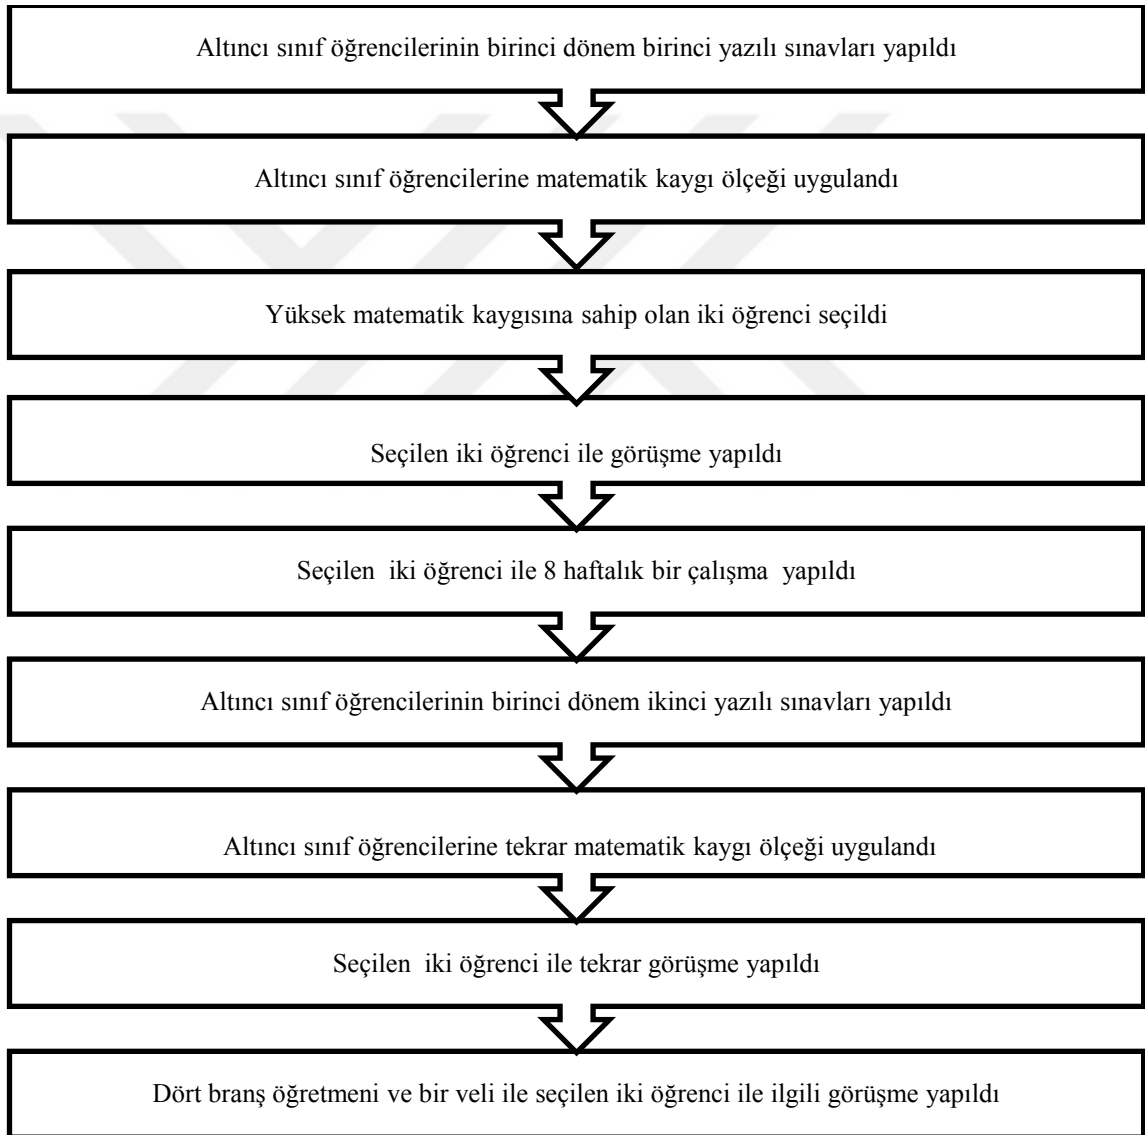 Altıncı sınıf öğrencilerinin birinci dönem birinci yazılı sınavları yapıldı
Altıncı sınıf öğrencilerine matematik kaygı ölçeği uygulandı
Yüksek matematik kaygısına sahip olan iki öğrenci seçildi
Seçilen iki öğrenci ile görüşme yapıldı
Seçilen iki öğrenci ile 8 haftalık bir çalışma yapıldı
Altıncı sınıf öğrencilerinin birinci dönem ikinci yazılı sınavları yapıldı
Altıncı sınıf öğrencilerine tekrar matematik kaygı ölçeği uygulandı
Seçilen iki öğrenci ile tekrar görüşme yapıldı
Dört branş öğretmeni ve bir veli ile seçilen iki öğrenci ile ilgili görüşme yapıldı